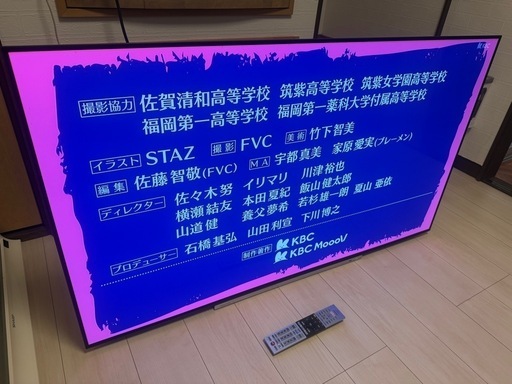 撮影協力 佐賀清和高等学校 筑紫高等学校 筑紫女学園高等学校
福岡第一高等学校 福岡第一薬科大学付属高等学校
イラスト STAZ 撮影 FVC 美術 竹下智美
編集 佐藤智敬(FVC) MA 宇都真美 家原愛実(ブレーメン)
ディレクター 佐々木努 イリマリ 川津裕也
横瀬結友 本田夏紀 飯山健太郎
山道健 養父夢希 若杉雄一朗 夏山亜依
プロデューサー 石橋基弘 山田利宣 下川博之
制作著作 KBC
KBC MoooV